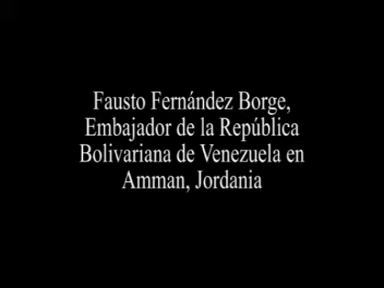 Fausto Fernández Borge,
Embajador de la República
Bolivariana de Venezuela en
Amman, Jordania